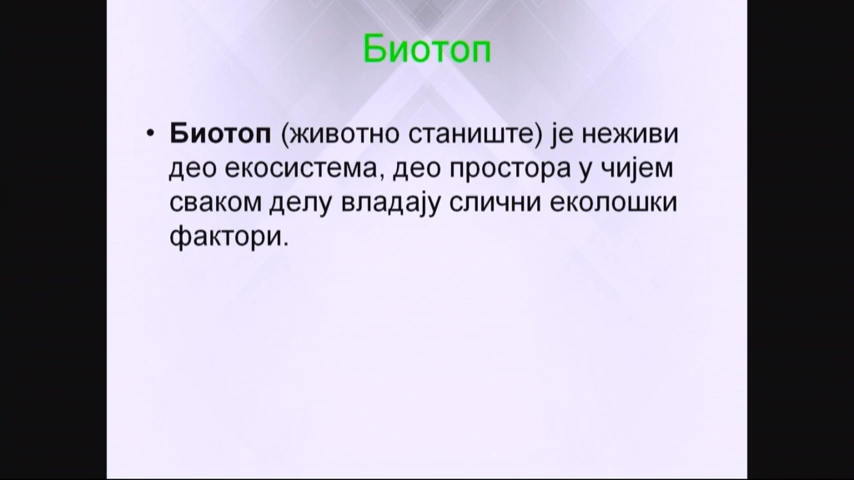 Биотоп
• Биотоп (животно станиште) је неживи
део екосистема, део простора у чијем
сваком делу владају слични еколошки
фактори.